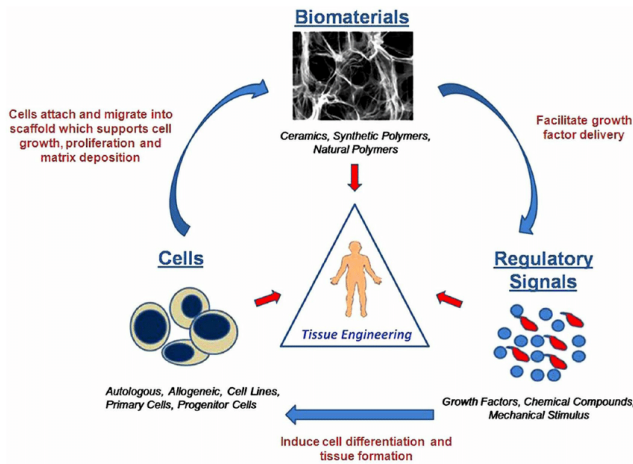 Biomaterials
Cells attach and migrate into
scaffold which supports cell
growth, proliferation and
matrix deposition
Facilitate growth
factor delivery
Ceramics, Synthetic Polymers,
Natural Polymers
Cells
Regulatory
Signals
Tissue Engineering
Autologous, Allogeneic, Cell Lines,
Primary Cells, Progenitor Cells
Growth Factors, Chemical Compounds,
Mechanical Stimulus
Induce cell differentiation and
tissue formation